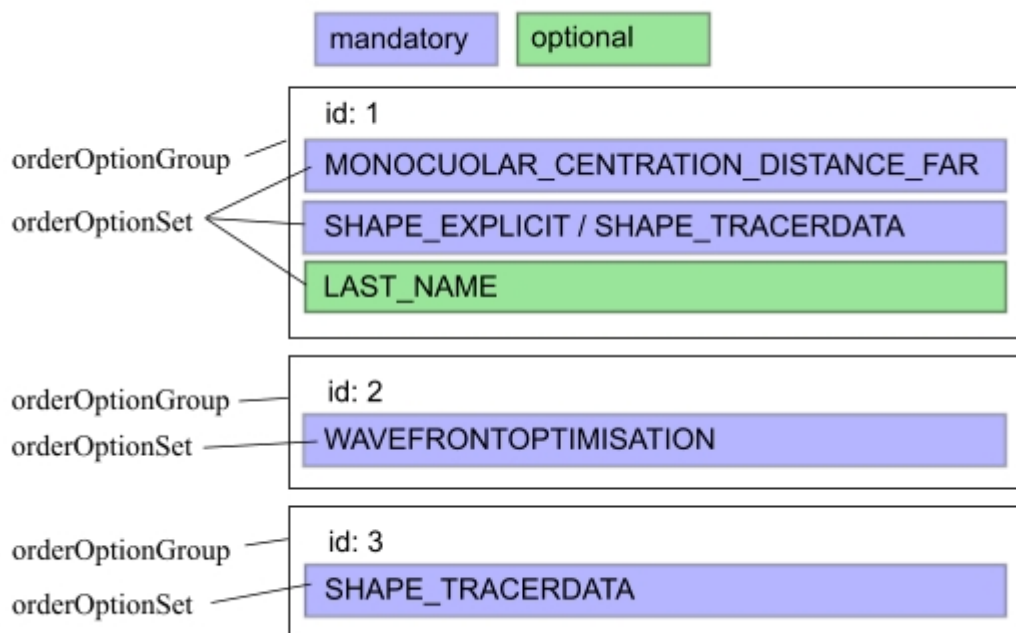 mandatory optional
id: 1
orderOptionGroup
MONOCUOLAR_CENTRATION_DISTANCE_FAR
orderOptionSet
SHAPE_EXPLICIT / SHAPE_TRACERDATA
LAST_NAME
id: 2
orderOptionGroup
orderOptionSet
WAVEFRONTOPTIMISATION
id: 3
orderOptionGroup
SHAPE_TRACERDATA
orderOptionSet